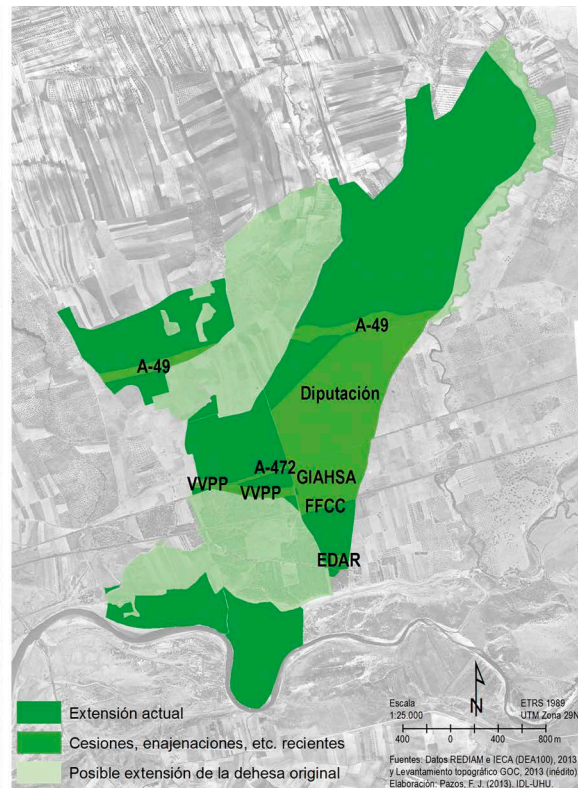 A-49
A-49
Diputación
A-472
VVPP
VVPP
GIAHSA
FFCC
EDAR
Extensión actual
Cesiones, enajenaciones, etc. recientes
Posible extensión de la dehesa original
N
Escala
1:25 000
ETRS 1989
UTM Zona 29N
400 0 400 800 m
Fuentes: Datos REDIAM e IECA (DEA100), 2013
y Levantamiento topográfico GOC, 2013 (inédito).
Elaboración: Pazos, F. J. (2013). IDL-UHU.